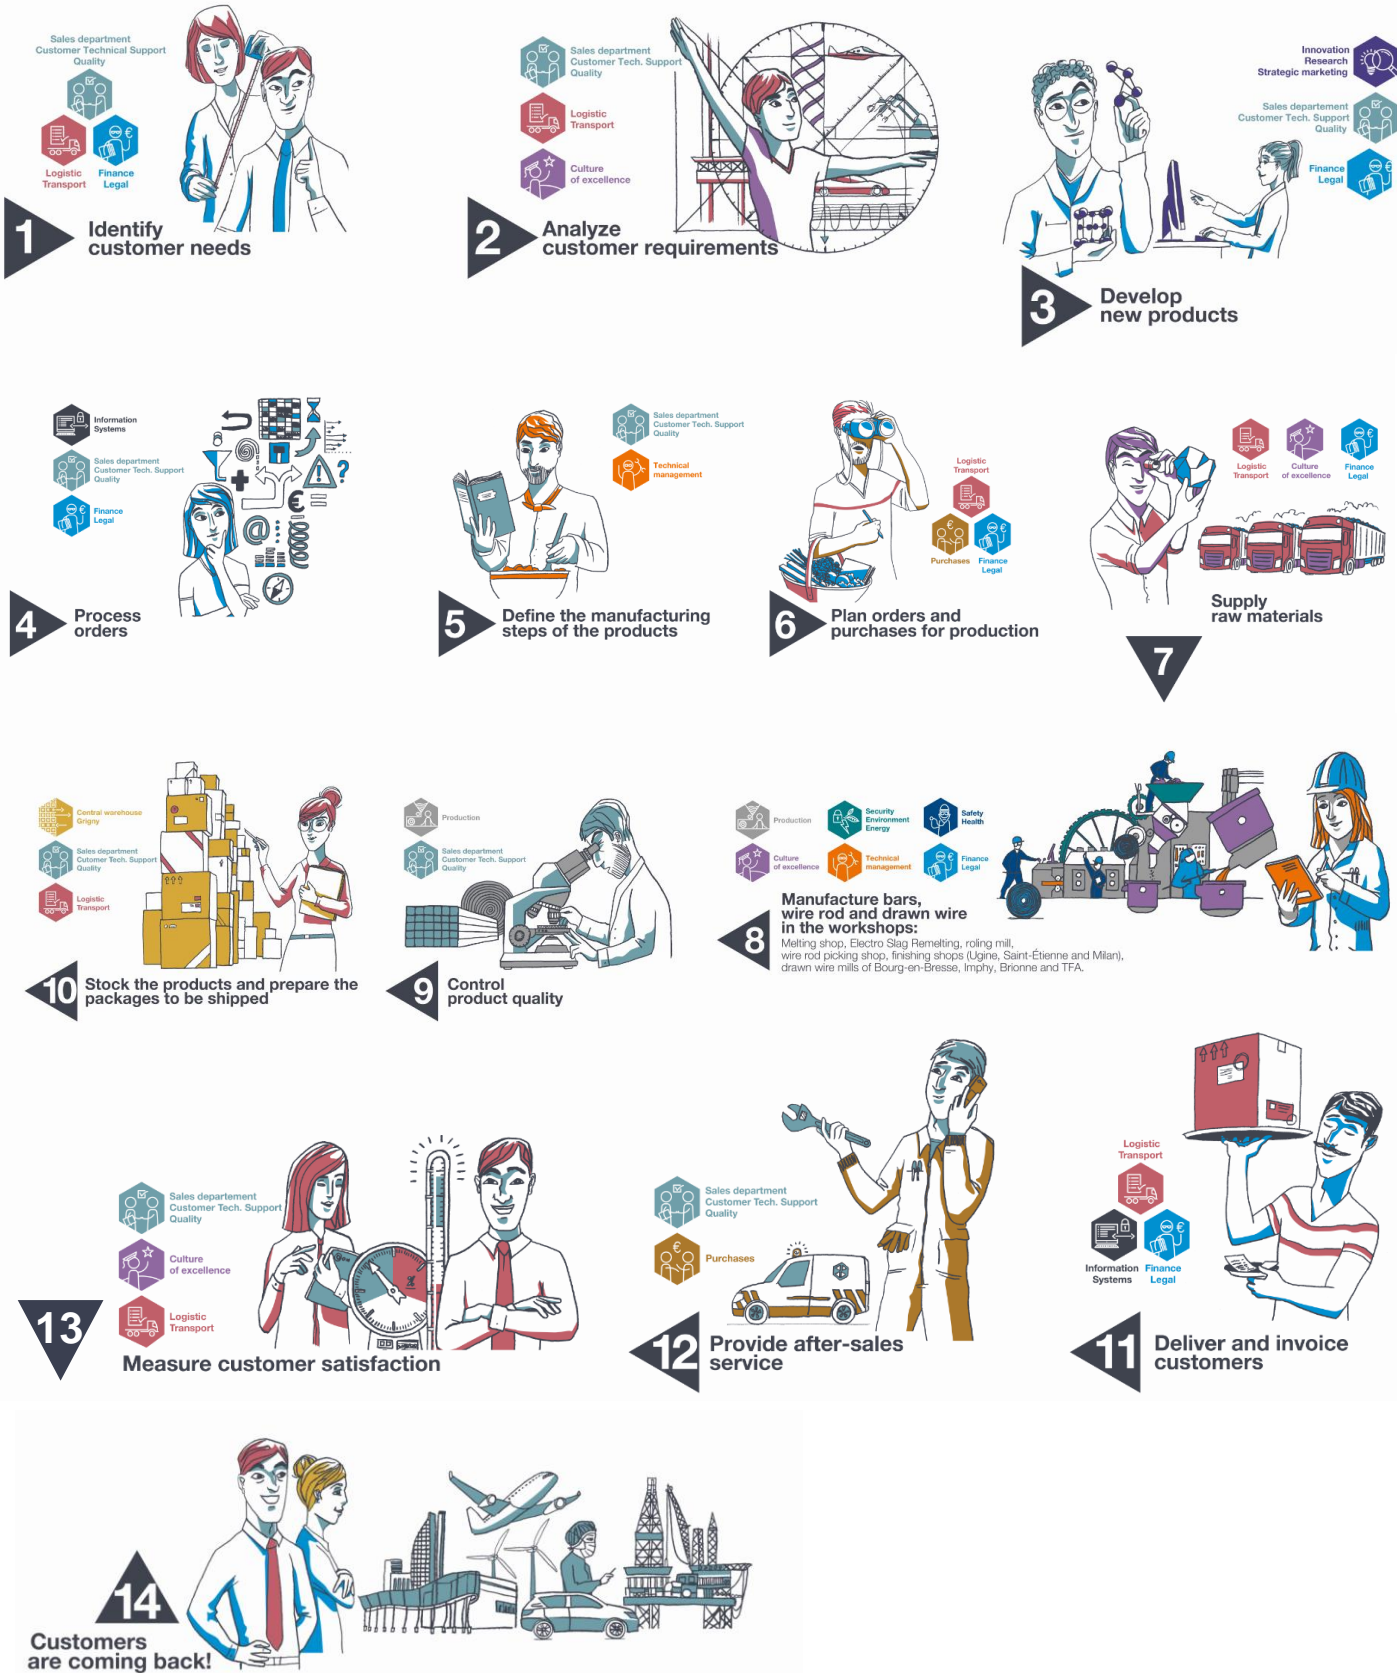 Sales department
Customer Technical Support
Quality
Logistic
Transport
Finance
Legal
1
Identify
customer needs
Sales department
Customer Tech. Support
Quality
Logistic
Transport
Culture
of excellence
2
Analyze
customer requirements
Innovation
Research
Strategic marketing
Sales departement
Customer Tech. Support
Quality
Finance
Legal
3
Develop
new products
Information
Systems
Sales department
Customer Tech. Support
Quality
Finance
Legal
4
Process
orders
Sales department
Customer Tech. Support
Quality
Technical
management
5
Define the manufacturing
steps of the products
Logistic
Transport
Purchases
Finance
Legal
6
Plan orders and
purchases for production
Logistic
Transport
Culture
of excellence
Finance
Legal
Supply
raw materials
7
Production
Security
Environment
Energy
Safety
Health
Culture
of excellence
Technical
management
Finance
Legal
8
Manufacture bars,
wire rod and drawn wire
in the workshops:
Melting shop, Electro Slag Remelting, roling mill,
wire rod picking shop, finishing shops (Ugine, Saint-Étienne and Milan),
drawn wire mills of Bourg-en-Bresse, Imphy, Brionne and TFA.
Production
Sales department
Customer Tech. Support
Quality
9
Control
product quality
Central warehouse
Grigny
Sales department
Cutomer Tech. Support
Quality
Logistic
Transport
10
Stock the products and prepare the
packages to be shipped
Logistic
Transport
Information
Systems
Finance
Legal
11
Deliver and invoice
customers
Sales department
Customer Tech. Support
Quality
Purchases
12
Provide after-sales
service
Sales departement
Customer Tech. Support
Quality
Culture
of excellence
Logistic
Transport
13
Measure customer satisfaction
14
Customers
are coming back!